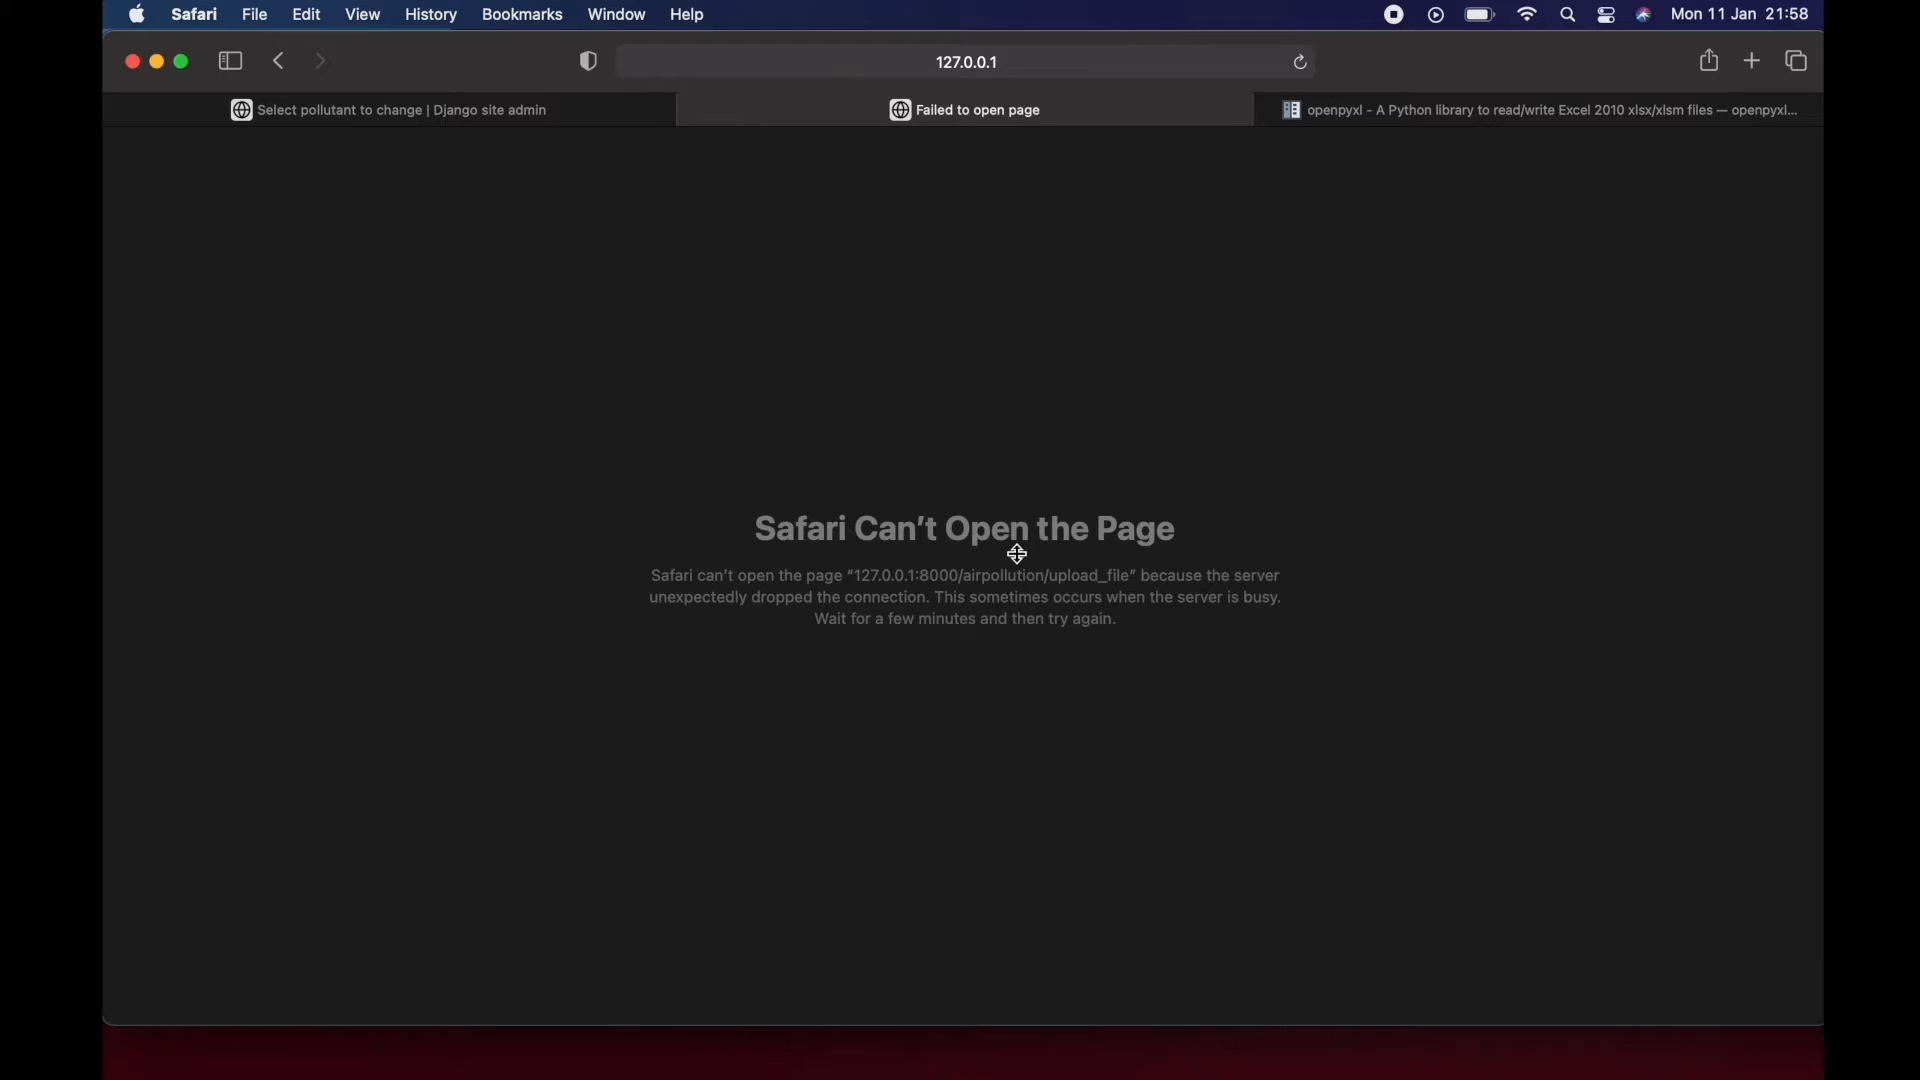 Safari File Edit View History Bookmarks Window Help Mon 11 Jan 21:58
127.0.0.1
Select pollutant to change | Django site admin
Failed to open page
openpyxl - A Python library to read/write Excel 2010 xlsx/xlsm files — openpyxl...
Safari Can't Open the Page
Safari can't open the page "127.0.0.1:8000/airpollution/upload_file" because the server
unexpectedly dropped the connection. This sometimes occurs when the server is busy.
Wait for a few minutes and then try again.